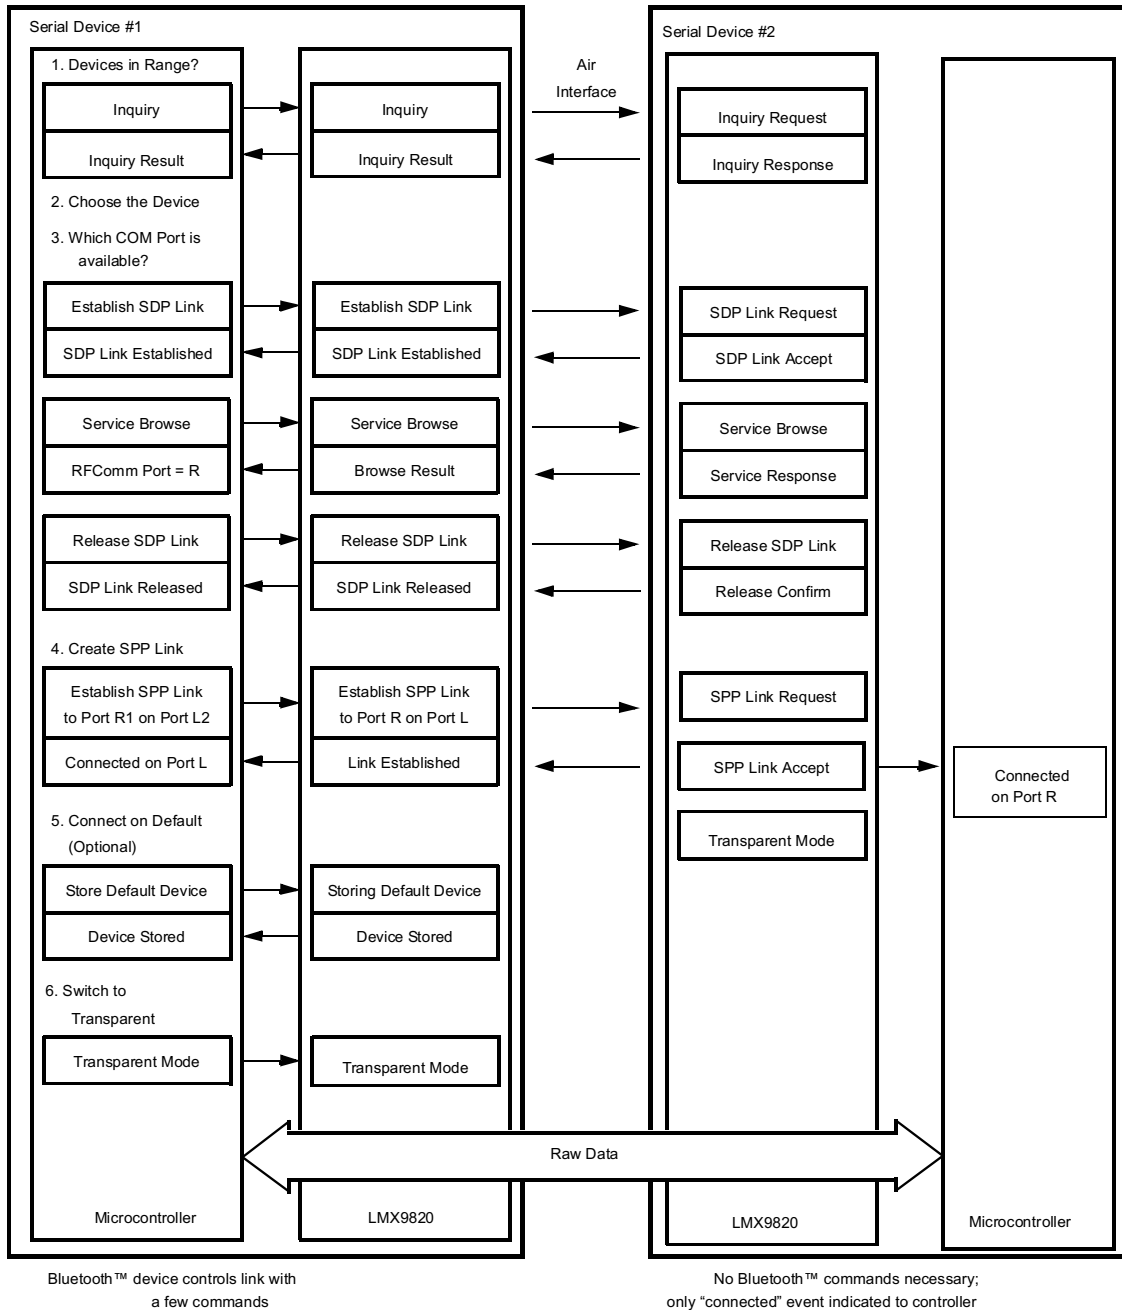 Serial Device #1
1. Devices in Range?
Inquiry
Inquiry Result
2. Choose the Device
3. Which COM Port is
available?
Establish SDP Link
SDP Link Established
Service Browse
RFComm Port = R
Release SDP Link
SDP Link Released
4. Create SPP Link
Establish SPP Link
to Port R1 on Port L2
Connected on Port L
5. Connect on Default
(Optional)
Store Default Device
Device Stored
6. Switch to
Transparent
Transparent Mode
Microcontroller
Inquiry
Inquiry Result
Establish SDP Link
SDP Link Established
Service Browse
Browse Result
Release SDP Link
SDP Link Released
Establish SPP Link
to Port R on Port L
Link Established
Storing Default Device
Device Stored
Transparent Mode
LMX9820
Air
Interface
Raw Data
Serial Device #2
Inquiry Request
Inquiry Response
SDP Link Request
SDP Link Accept
Service Browse
Service Response
Release SDP Link
Release Confirm
SPP Link Request
SPP Link Accept
Transparent Mode
LMX9820
Connected
on Port R
Microcontroller
Bluetooth™ device controls link with
a few commands
No Bluetooth™ commands necessary;
only “connected” event indicated to controller